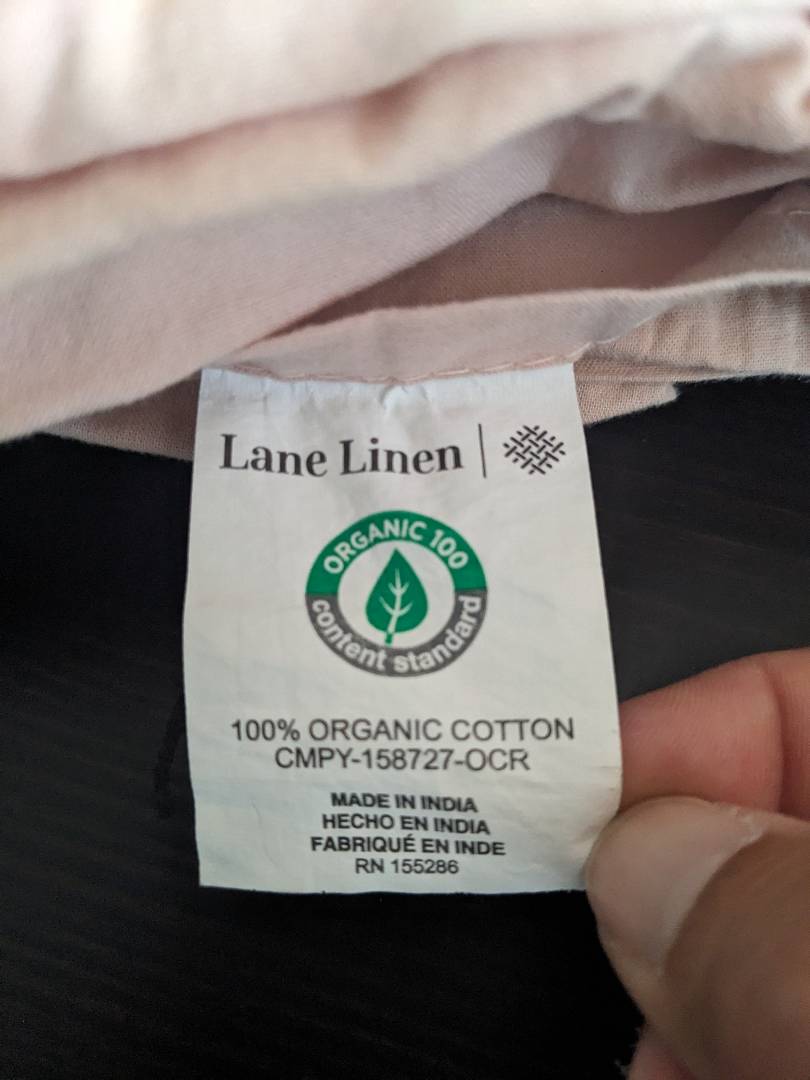 Lane Linen
ORGANIC 100
content standard
100% ORGANIC COTTON
CMPY-158727-OCR
MADE IN INDIA
HECHO EN INDIA
FABRIQUÉ EN INDE
RN 155286